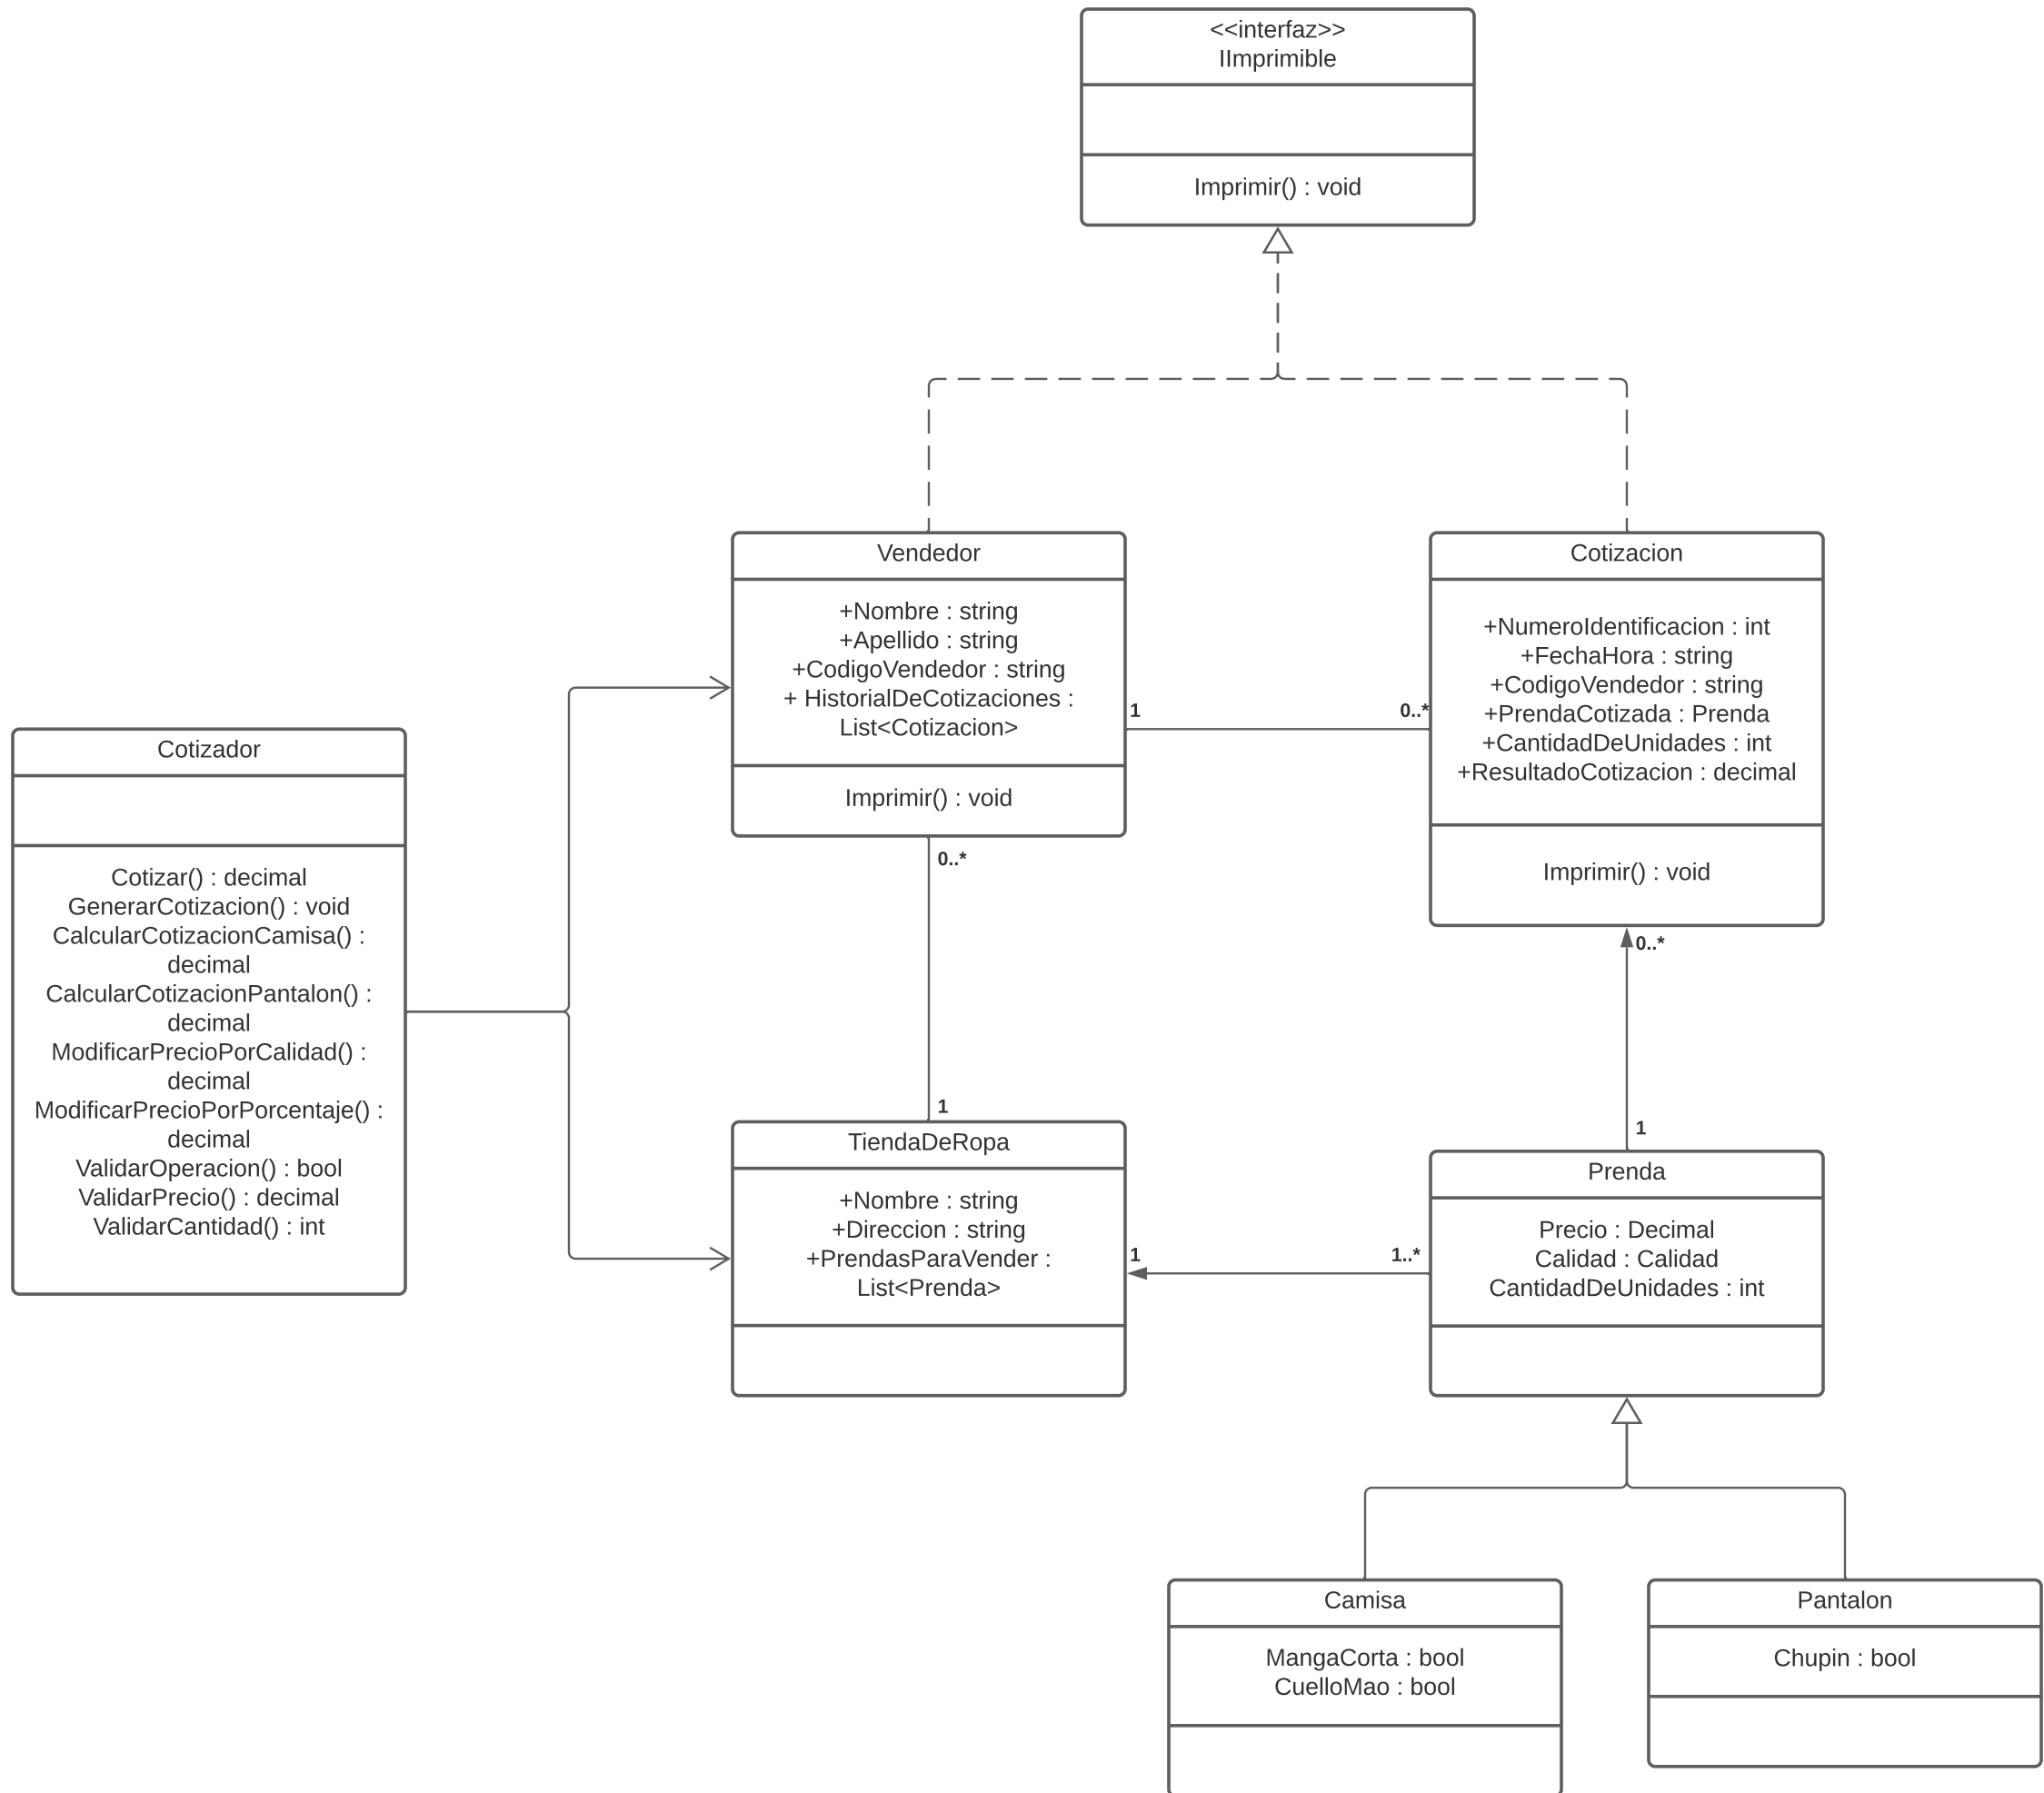 <<interfaz>>
IImprimible
Imprimir() : void
Vendedor
+Nombre : string
+Apellido : string
+CodigoVendedor : string
+ HistorialDeCotizaciones :
List<Cotizacion>
Imprimir() : void
1
0..*
Cotizacion
+NumeroIdentificacion : int
+FechaHora : string
+CodigoVendedor : string
+PrendaCotizada : Prenda
+CantidadDeUnidades : int
+ResultadoCotizacion : decimal
Imprimir() : void
Cotizador
Cotizar() : decimal
GenerarCotizacion() : void
CalcularCotizacionCamisa() :
decimal
CalcularCotizacionPantalon() :
decimal
ModificarPrecioPorCalidad() :
decimal
ModificarPrecioPorPorcentaje() :
decimal
ValidarOperacion() : bool
ValidarPrecio() : decimal
ValidarCantidad() : int
0..*
1
0..*
1
TiendaDeRopa
+Nombre : string
+Direccion : string
+PrendasParaVender :
List<Prenda>
1
1..*
Prenda
Precio : Decimal
Calidad : Calidad
CantidadDeUnidades : int
Camisa
MangaCorta : bool
CuelloMao : bool
Pantalon
Chupin : bool